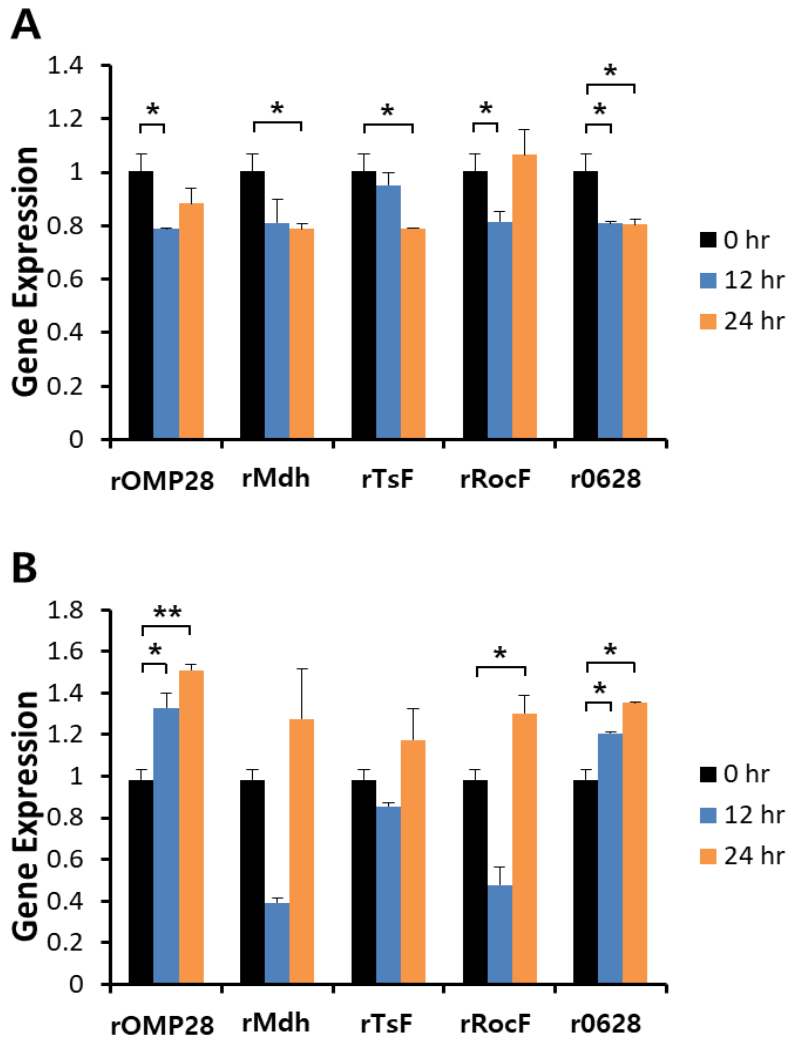 A
1.4
1.2
1
0.8
0.6
0.4
0.2
0
Gene Expression
* * * * * *
rOMP28 rMdh rTsF rRocF r0628
0 hr
12 hr
24 hr
B
1.8
1.6
1.4
1.2
1
0.8
0.6
0.4
0.2
0
Gene Expression
** * * * *
rOMP28 rMdh rTsF rRocF r0628
0 hr
12 hr
24 hr